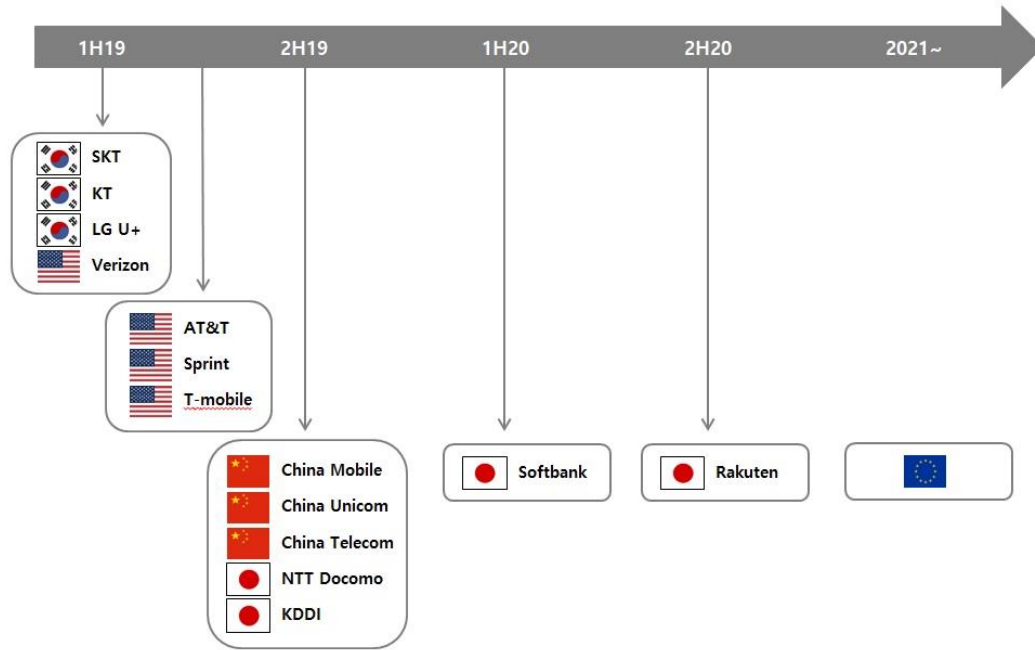 1H19 2H19 1H20 2H20 2021~
SKT
KT
LG U+
Verizon
AT&T
Sprint
T-mobile
China Mobile
China Unicom
China Telecom
NTT Docomo
KDDI
Softbank
Rakuten